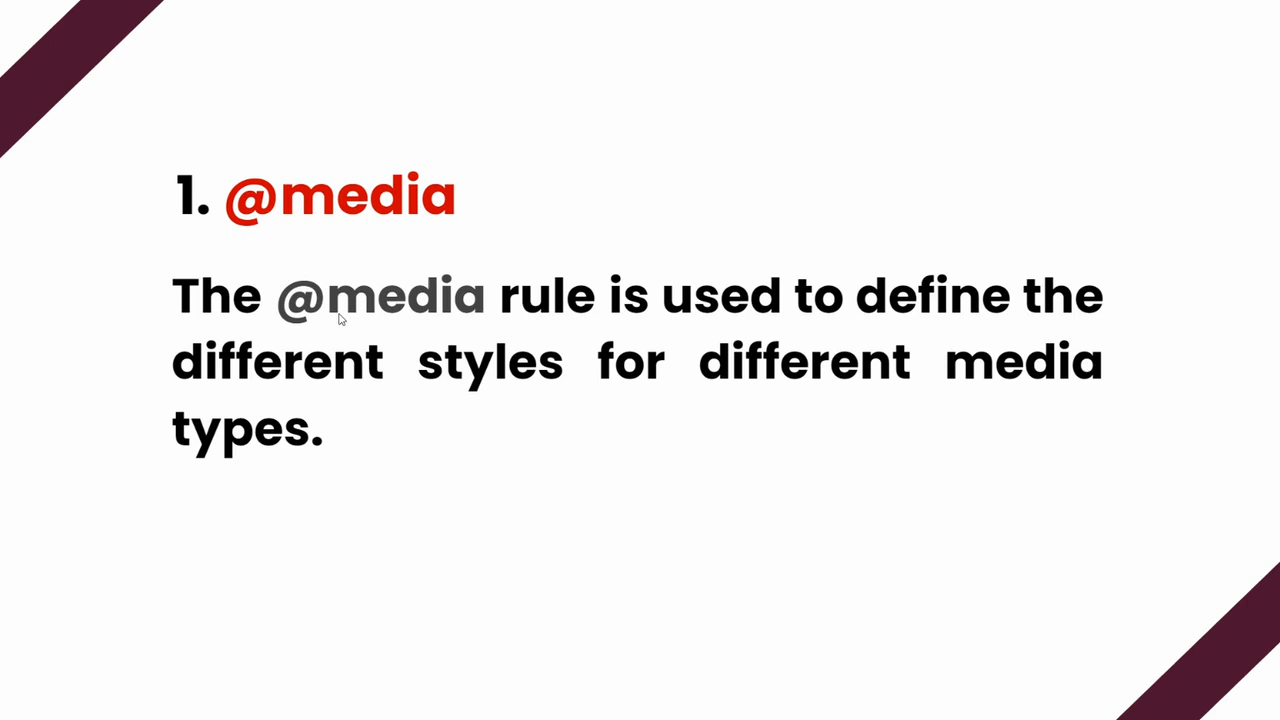 1. @media
The @media rule is used to define the
different styles for different media
types.